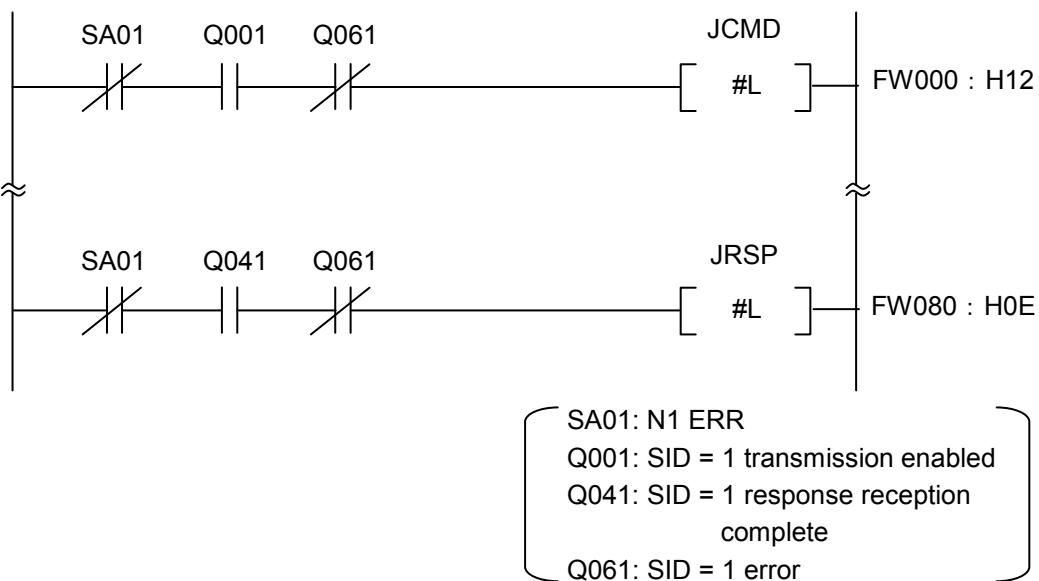 SA01 Q001 Q061 JCMD
#L FW000 : H12
SA01 Q041 Q061 JRSP
#L FW080 : H0E
SA01: N1 ERR
Q001: SID = 1 transmission enabled
Q041: SID = 1 response reception
complete
Q061: SID = 1 error